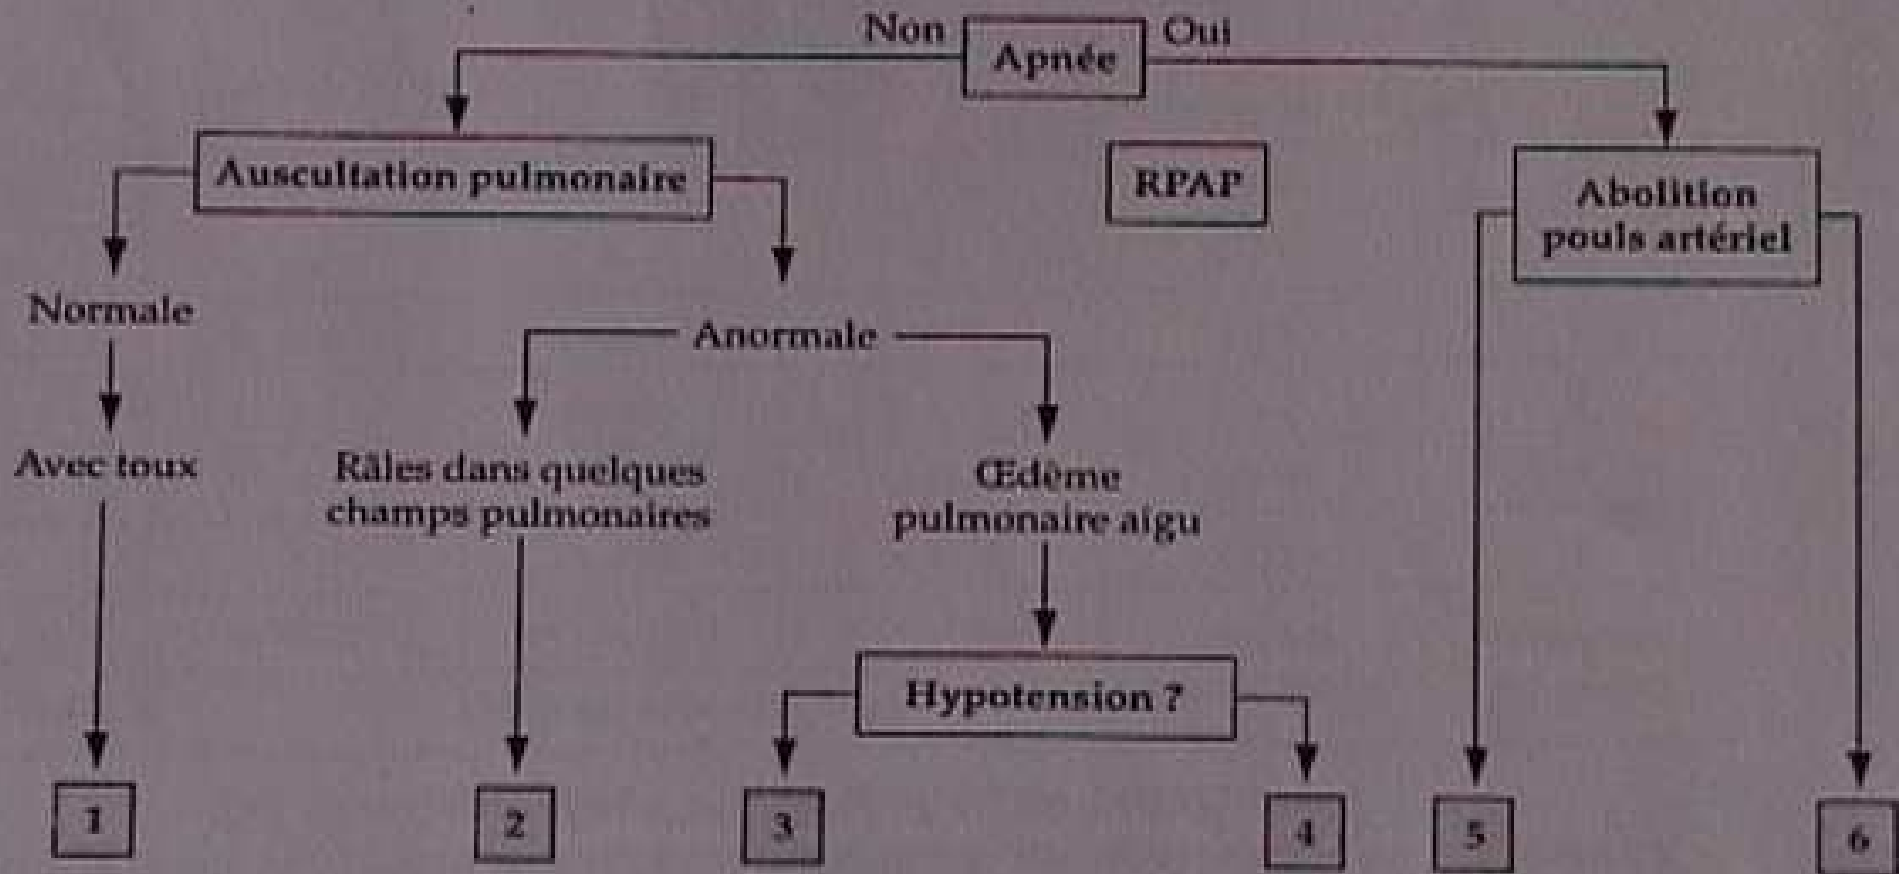 Non
Apnée
Oui
Auscultation pulmonaire
RPAP
Abolition
pouls artériel
Normale
Anormale
Avec toux
Râles dans quelques
champs pulmonaires
Œdème
pulmonaire aigu
Hypotension ?
1
2
3
4
5
6